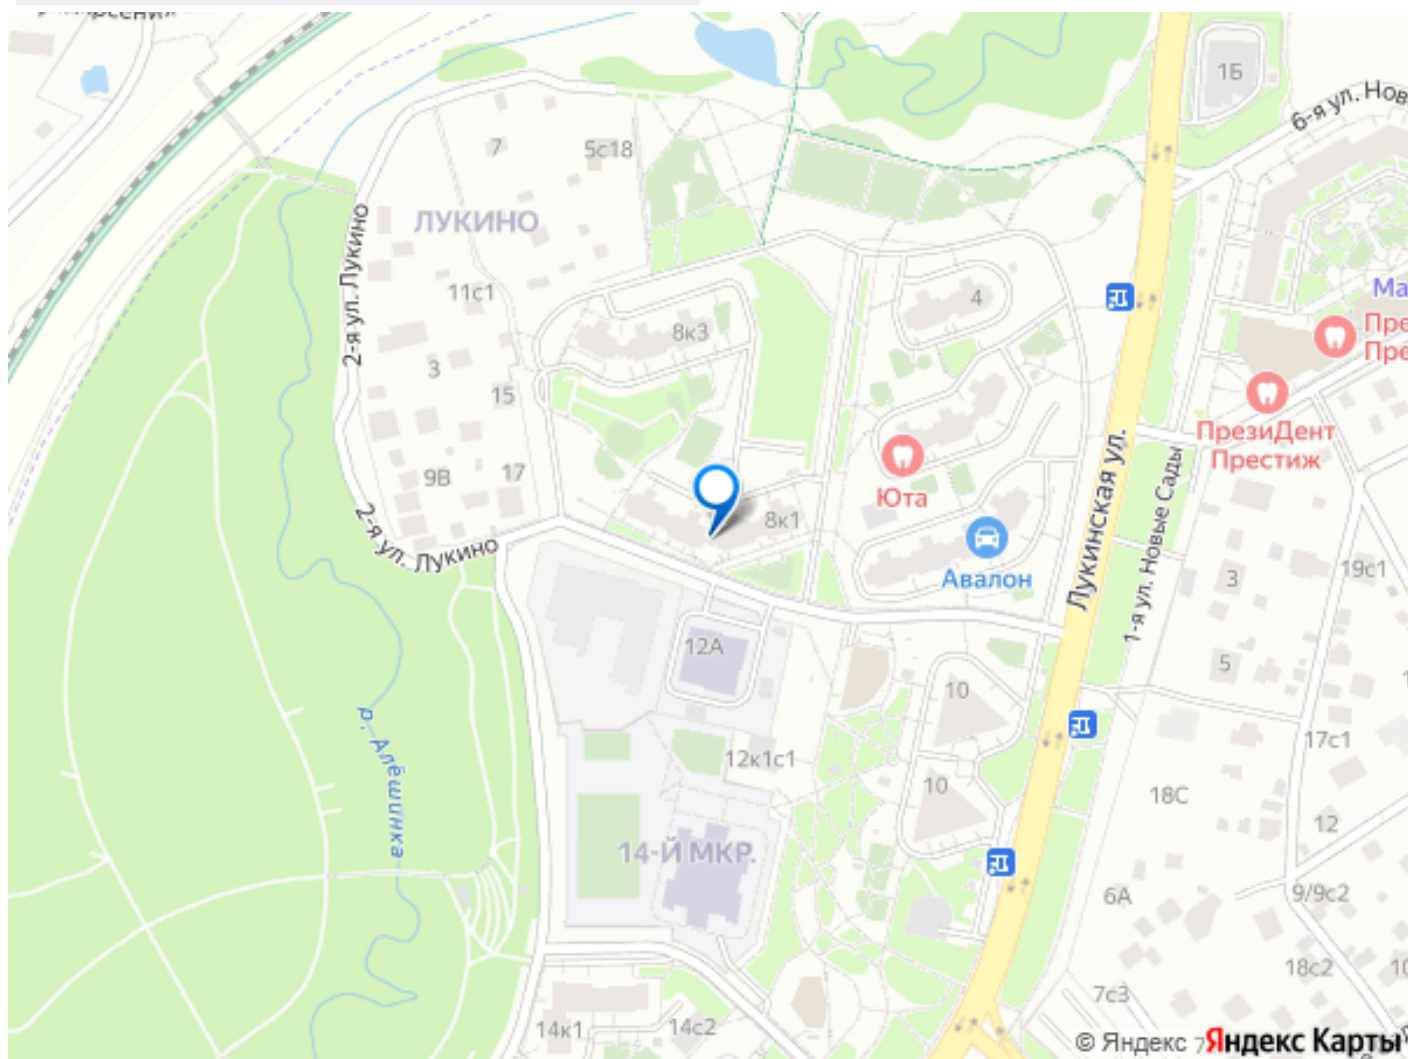 1Б
6-я ул. Нов
7
5с18
ЛУКИНО
2-я ул. Лукино
11с1
8к3
4
Ма
Пре
Пре
3
15
ПрезиДент
Престиж
9В
17
Юта
8к1
Лукинская ул.
1-я ул. Новые Сады
2-я ул. Лукино
Авалон
3
19с1
12А
5
10
р. Алёшинка
17с1
12к1с1
10
18С
12
14-Й МКР.
6А
9/9с2
18с2
10
7с3
14к1
14с2
© Яндекс
Яндекс Карты